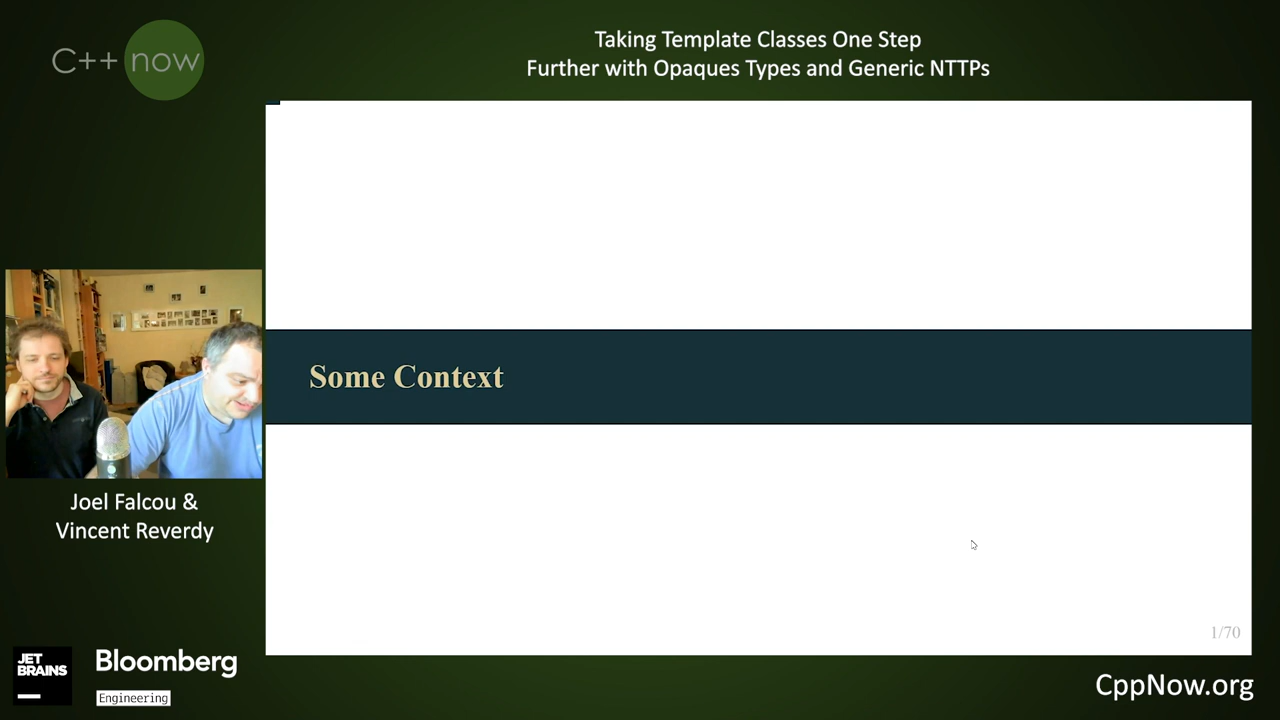 C++ now
Taking Template Classes One Step
Further with Opaques Types and Generic NTTPs
Some Context
Joel Falcou &
Vincent Reverdy
1/70
JET
BRAINS
Bloomberg
Engineering
CppNow.org